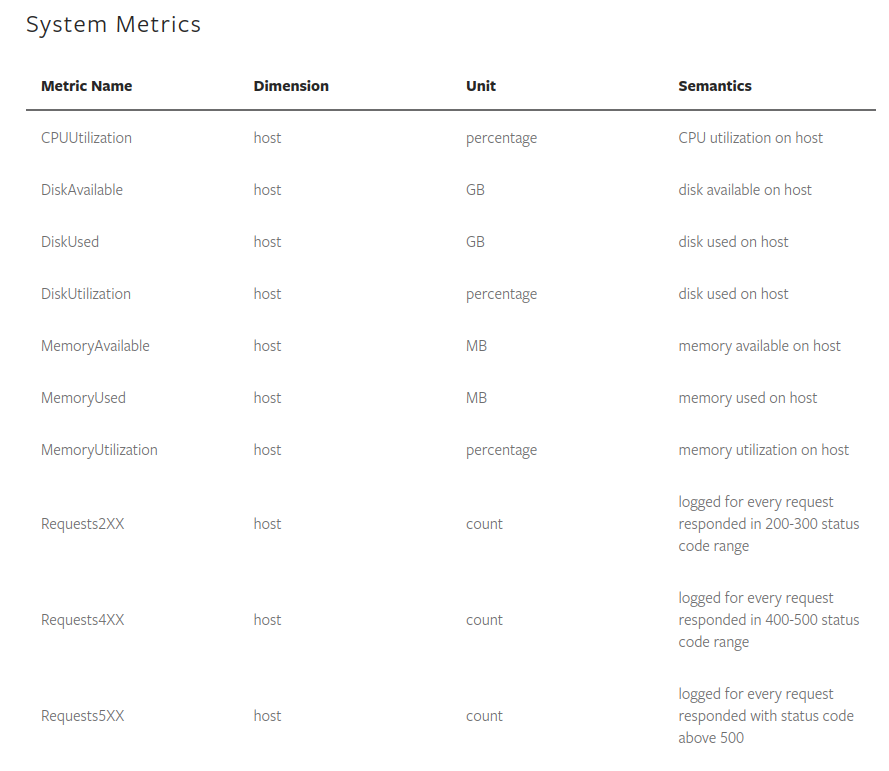 System Metrics
Metric Name Dimension Unit Semantics
CPUUtilization host percentage CPU utilization on host
DiskAvailable host GB disk available on host
DiskUsed host GB disk used on host
DiskUtilization host percentage disk used on host
MemoryAvailable host MB memory available on host
MemoryUsed host MB memory used on host
MemoryUtilization host percentage memory utilization on host
logged for every request
Requests2XX host count responded in 200-300 status
code range
logged for every request
Requests4XX host count responded in 400-500 status
code range
logged for every request
Requests5XX host count responded with status code
above 500